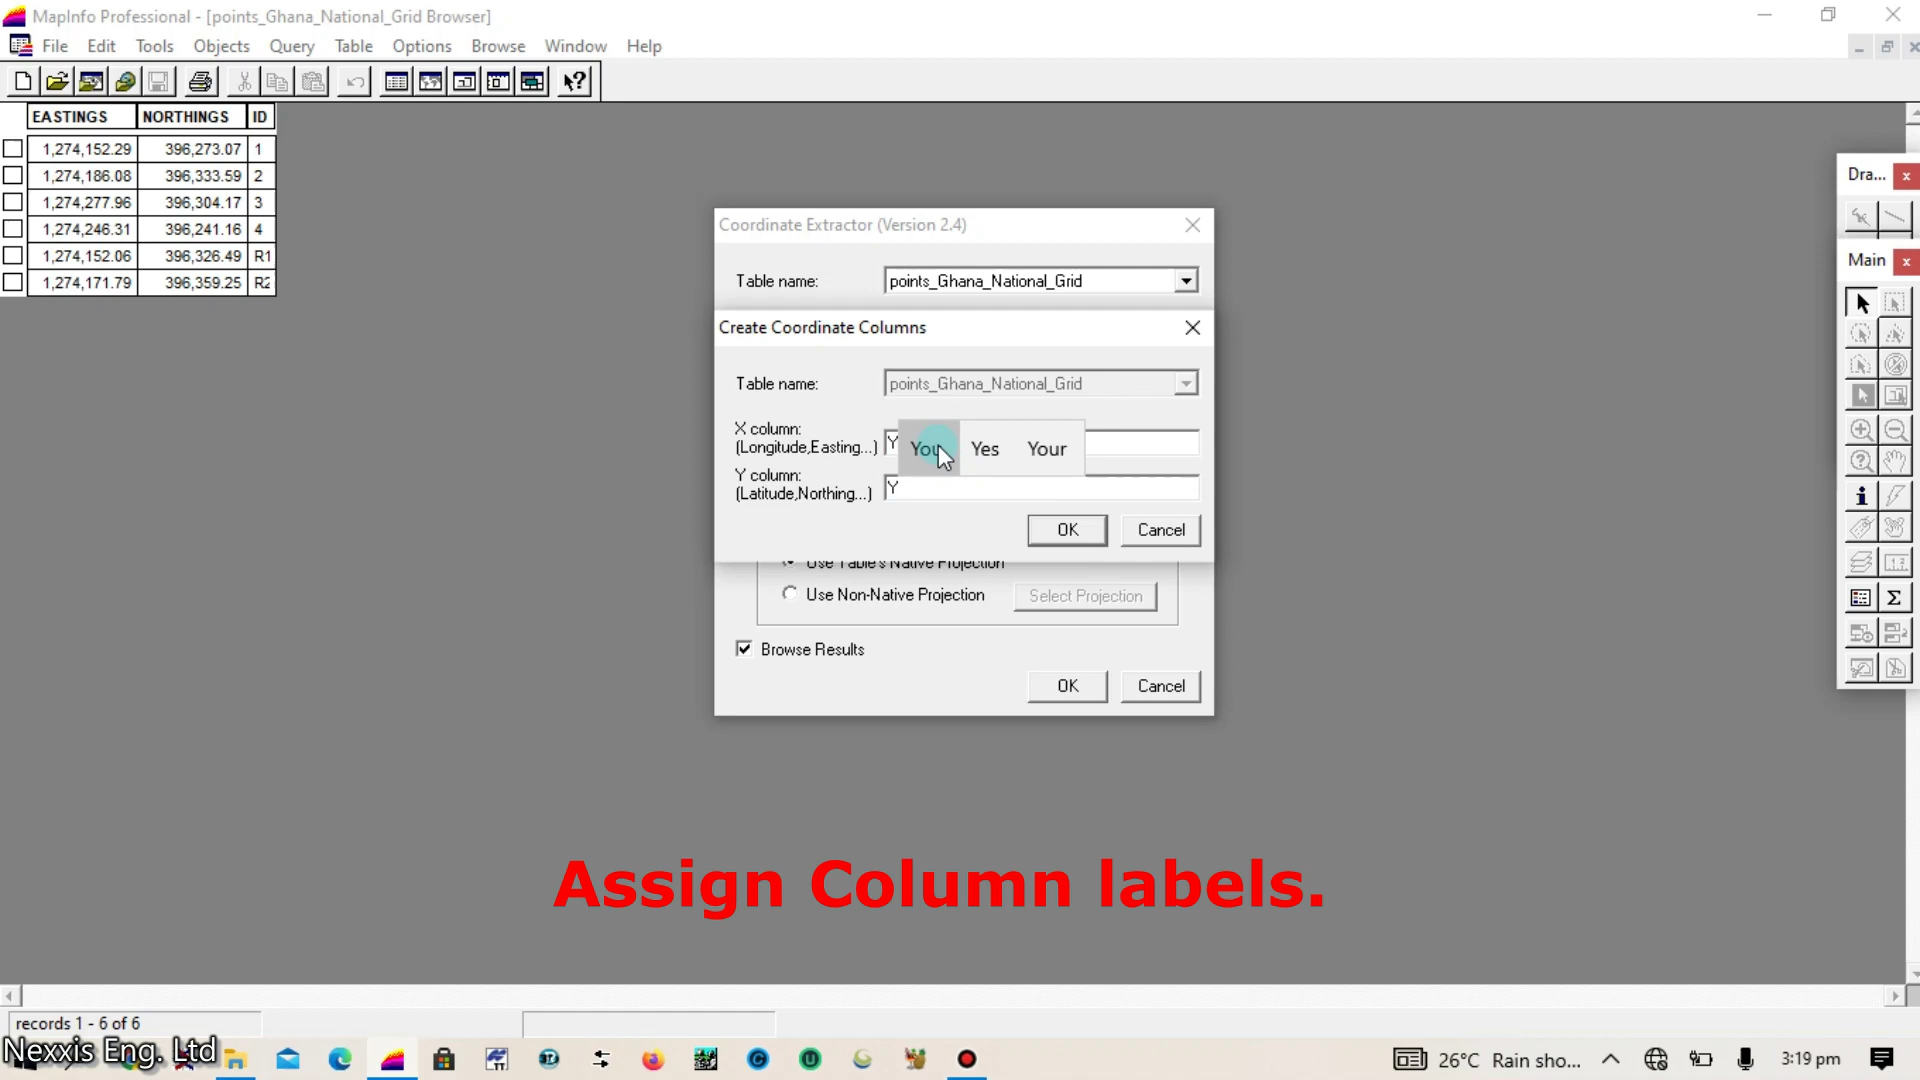 MapInfo Professional - [points_Ghana_National_Grid Browser]
File Edit Tools Objects Query Table Options Browse Window Help
EASTINGS NORTHINGS ID
1,274,152.29 396,273.07 1
1,274,186.08 396,333.59 2
1,274,277.96 396,304.17 3
1,274,246.31 396,241.16 4
1,274,152.06 396,326.49 R1
1,274,171.79 396,359.25 R2
Dra...
Main
Coordinate Extractor (Version 2.4)
Table name: points_Ghana_National_Grid
Create Coordinate Columns
Table name: points_Ghana_National_Grid
X column:
(Longitude,Easting...) Y
You Yes Your
Y column:
(Latitude,Northing...) Y
OK Cancel
Use Table's Native Projection
Use Non-Native Projection Select Projection
Browse Results
OK Cancel
Assign Column labels.
records 1 - 6 of 6
Nexxis Eng. Ltd
26°C Rain sho... 3:19 pm